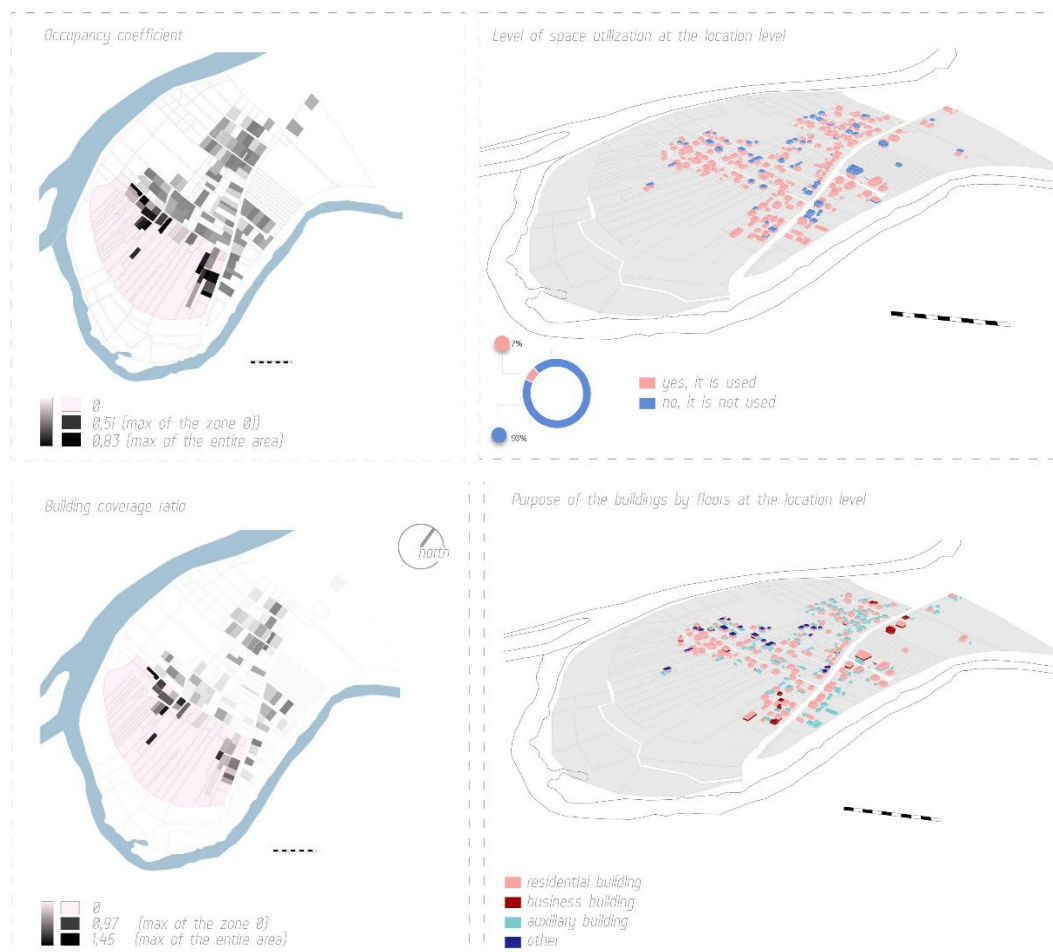 Occupancy coefficient
0
0,51 (max of the zone 0))
0,83 (max of the entire area)
Level of space utilization at the location level
7%
93%
yes, it is used
no, it is not used
Building coverage ratio
north
0
0,97 (max of the zone 0)
1,45 (max of the entire area)
Purpose of the buildings by floors at the location level
residential building
business building
auxillary building
other